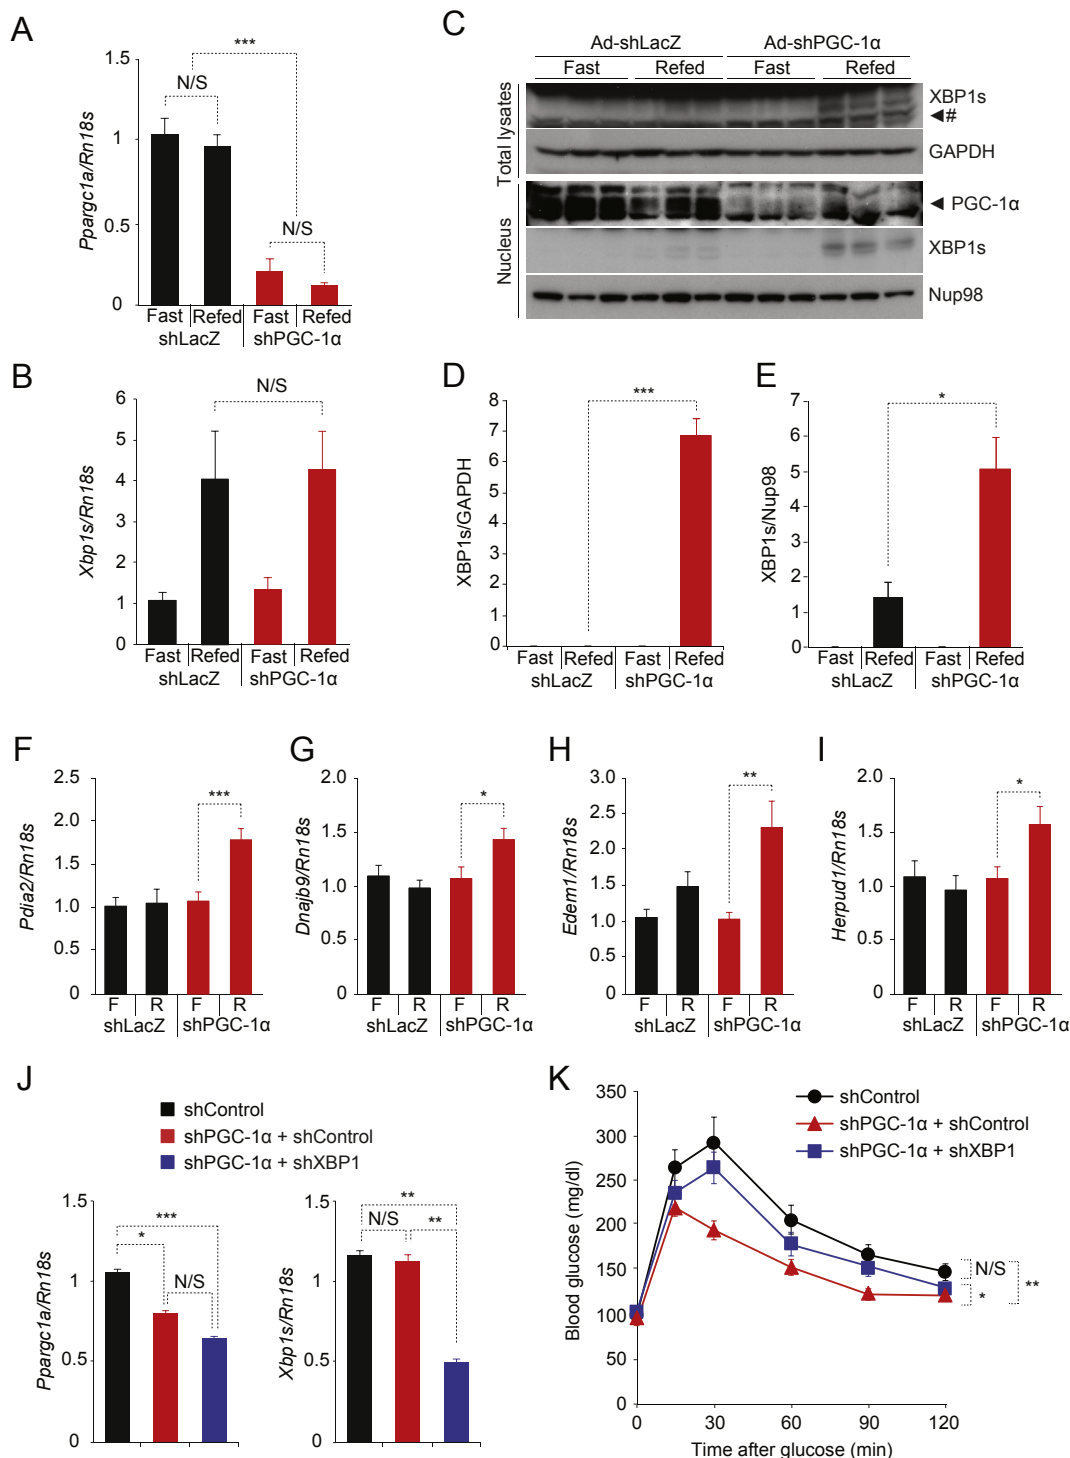 A
Ppargc1a/Rn18s
1.5
1
0.5
0
***
N/S
N/S
Fast Refed Fast Refed
shLacZ shPGC-1α
C
Ad-shLacZ Ad-shPGC-1α
Fast Refed Fast Refed
Total lysates
XBP1s
◄#
GAPDH
Nucleus
◄ PGC-1α
XBP1s
Nup98
B
Xbp1s/Rn18s
6
5
4
3
2
1
0
N/S
Fast Refed Fast Refed
shLacZ shPGC-1α
D
XBP1s/GAPDH
8
7
6
5
4
3
2
1
0
***
Fast Refed Fast Refed
shLacZ shPGC-1α
E
XBP1s/Nup98
7
6
5
4
3
2
1
0
*
Fast Refed Fast Refed
shLacZ shPGC-1α
F
Pdia2/Rn18s
2.5
2.0
1.5
1.0
0.5
0
***
F R F R
shLacZ shPGC-1α
G
Dnajb9/Rn18s
2.0
1.5
1.0
0.5
0
*
F R F R
shLacZ shPGC-1α
H
Edem1/Rn18s
3.0
2.5
2.0
1.5
1.0
0.5
0
**
F R F R
shLacZ shPGC-1α
I
Herpud1/Rn18s
2.0
1.5
1.0
0.5
0
*
F R F R
shLacZ shPGC-1α
J
shControl
shPGC-1α + shControl
shPGC-1α + shXBP1
Ppargc1a/Rn18s
1.5
1
0.5
0
***
*
N/S
Xbp1s/Rn18s
1.5
1
0.5
0
**
N/S **
K
shControl
shPGC-1α + shControl
shPGC-1α + shXBP1
Blood glucose (mg/dl)
350
300
250
200
150
100
50
0
N/S
**
*
0 30 60 90 120
Time after glucose (min)